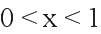 0 < x < 1